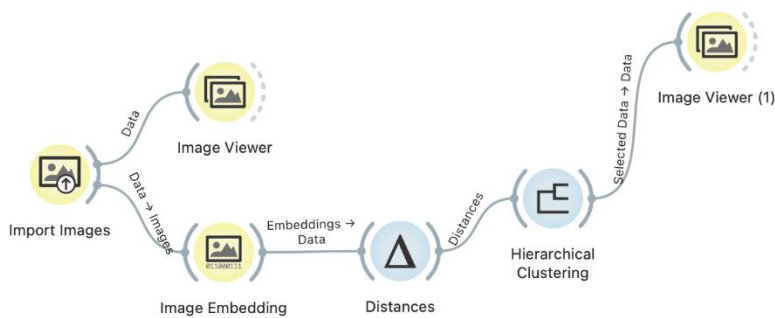 Data
Image Viewer
Import Images
Data → Images
011000111
Image Embedding
Embeddings →
Data
Distances
Distances
Hierarchical
Clustering
Selected Data → Data
Image Viewer (1)